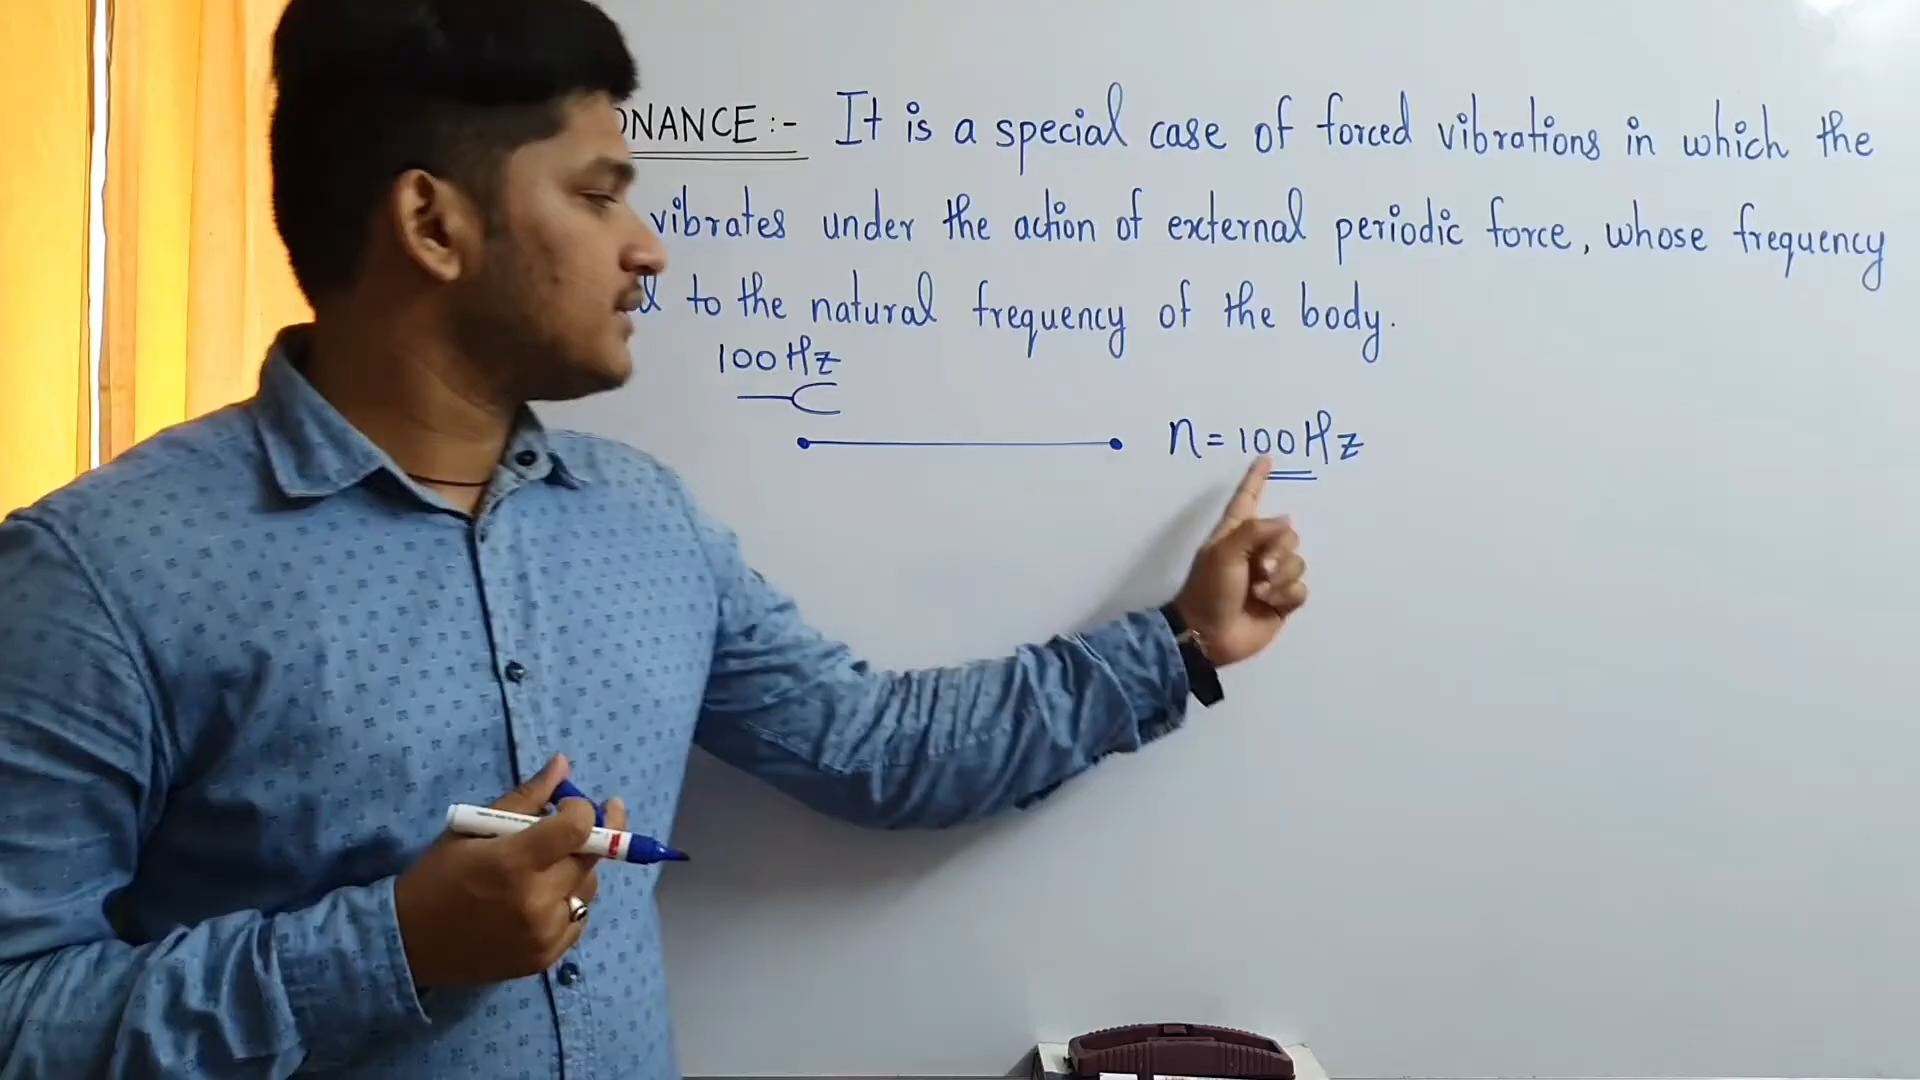 ONANCE :- It is a special case of forced vibrations in which the
vibrates under the action of external periodic force, whose frequency
to the natural frequency of the body.
100 Hz
n = 100 Hz